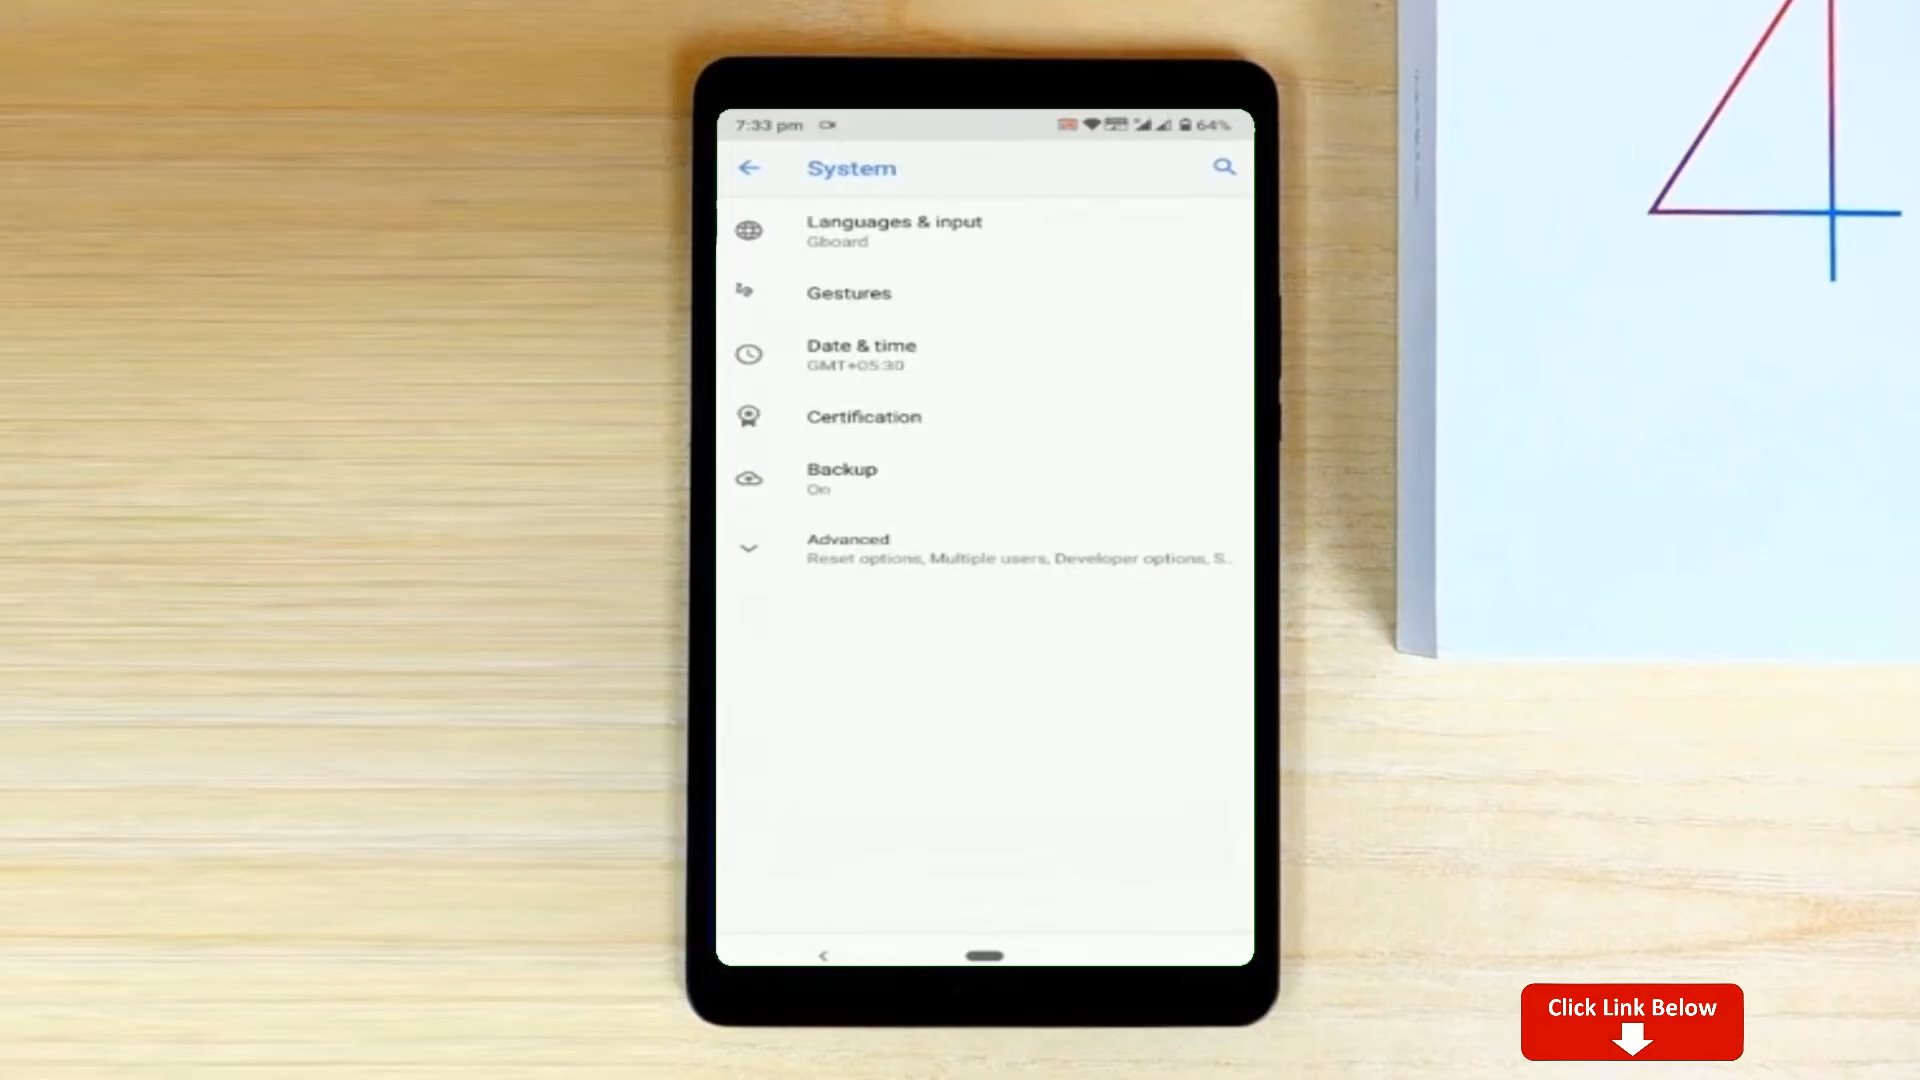 7:33 pm 64%
System
Languages & input
Gboard
Gestures
Date & time
GMT+05:30
Certification
Backup
On
Advanced
Reset options, Multiple users, Developer options, S..
4
Click Link Below